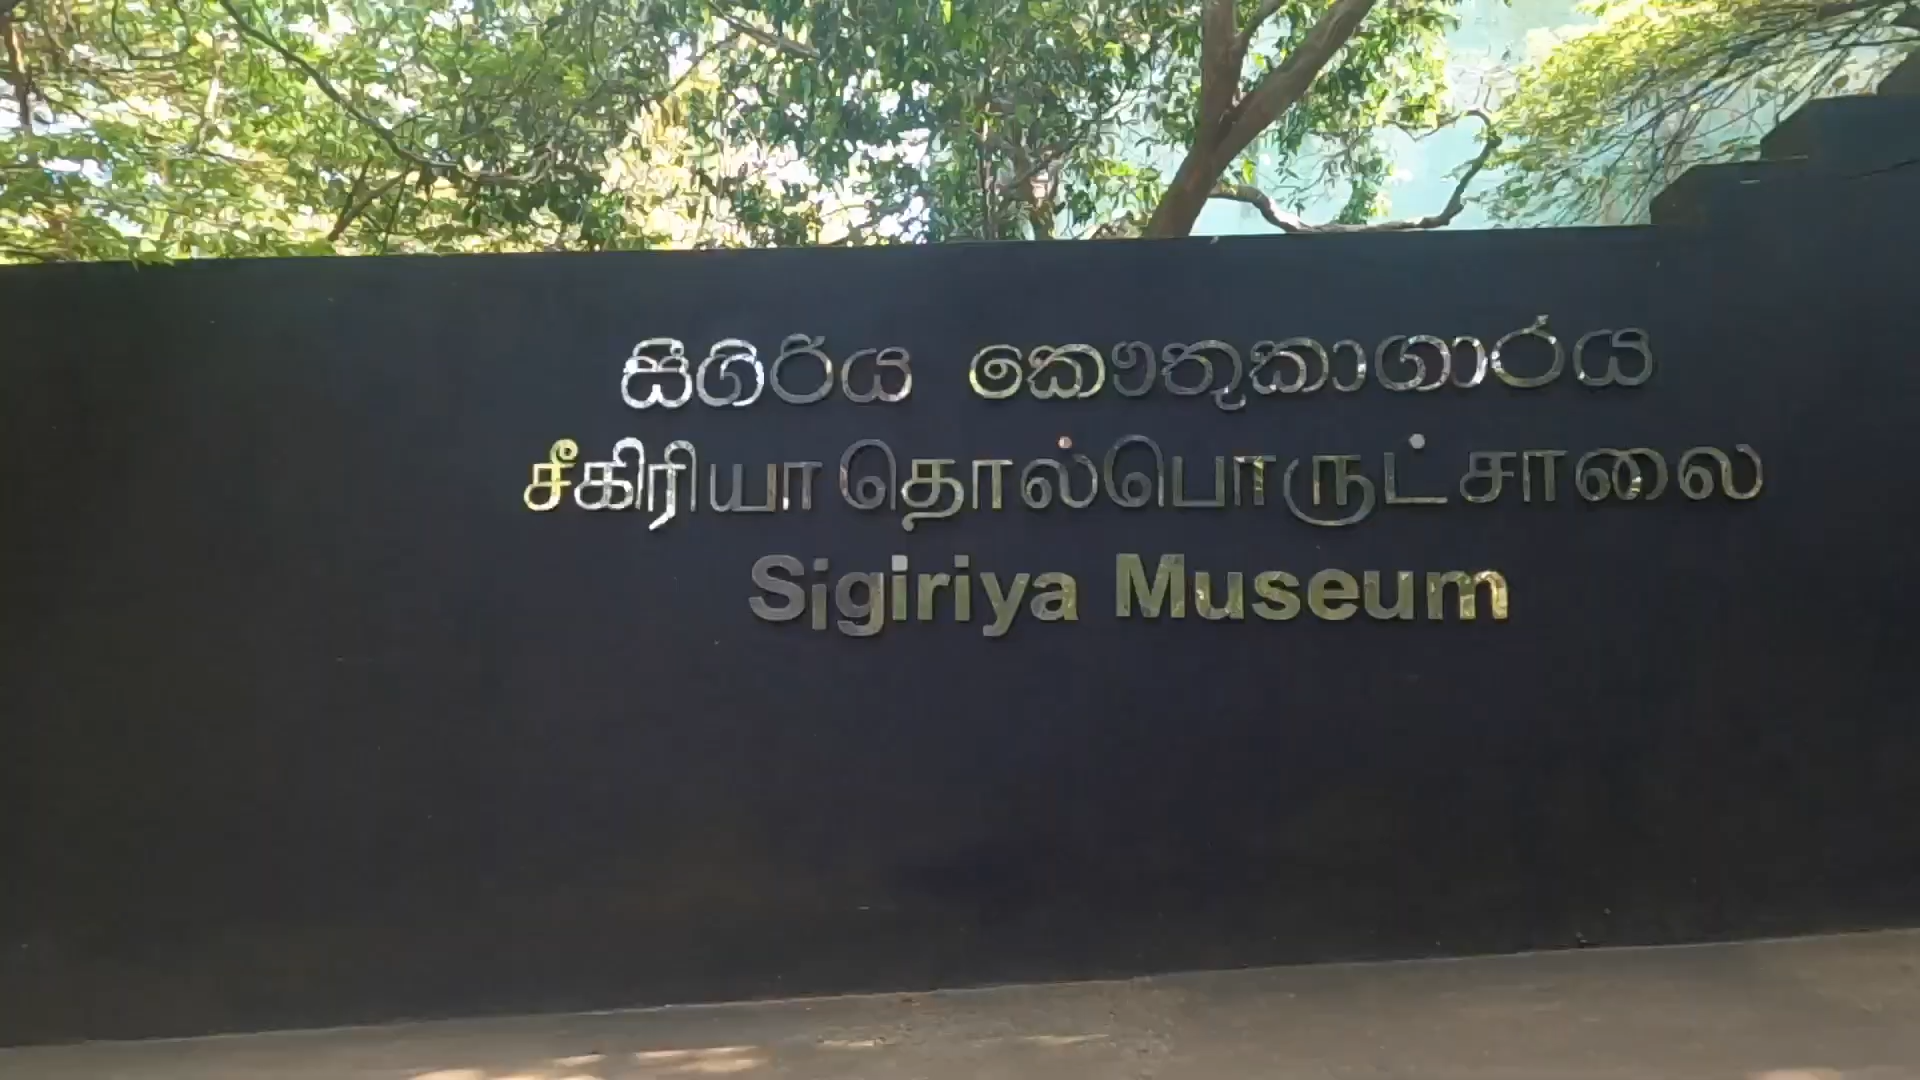 සීගිරිය කෞතුකාගාරය
சீகிரியா தொல்பொருட்சாலை
Sigiriya Museum